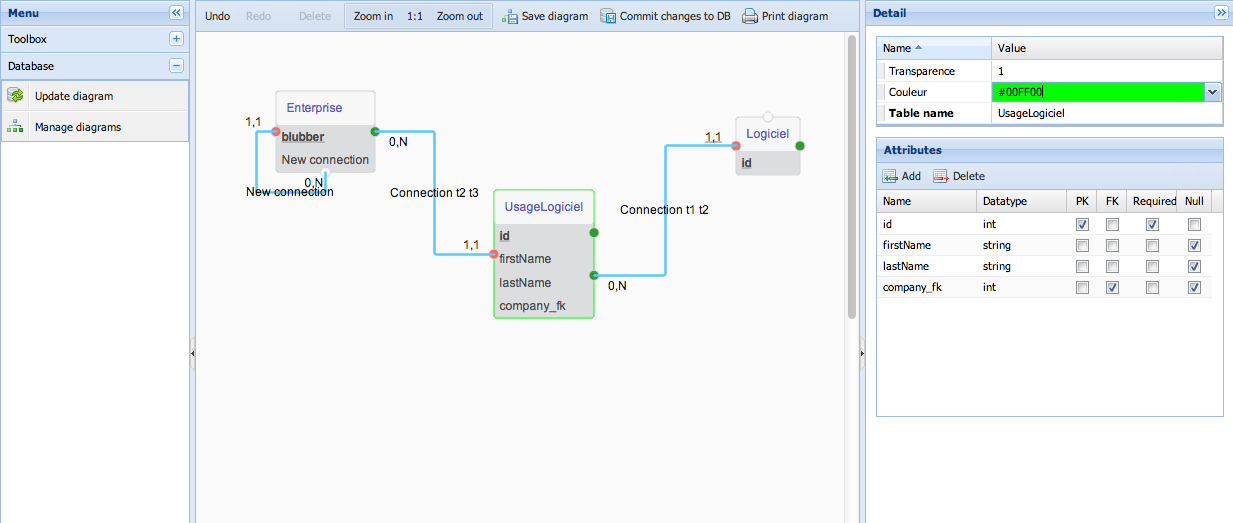 Menu
Toolbox
Database
Update diagram
Manage diagrams
Undo Redo Delete Zoom in 1:1 Zoom out Save diagram Commit changes to DB Print diagram
Enterprise
1,1
blubber
0,N
New connection
0,N
New connection
Connection t2 t3
UsageLogiciel
id
1,1
firstName
lastName
0,N
company_fk
Connection t1 t2
Logiciel
1,1
id
Detail
Name Value
Transparence 1
Couleur #00FF00
Table name UsageLogiciel
Attributes
Add Delete
Name Datatype PK FK Required Null
id int
firstName string
lastName string
company_fk int